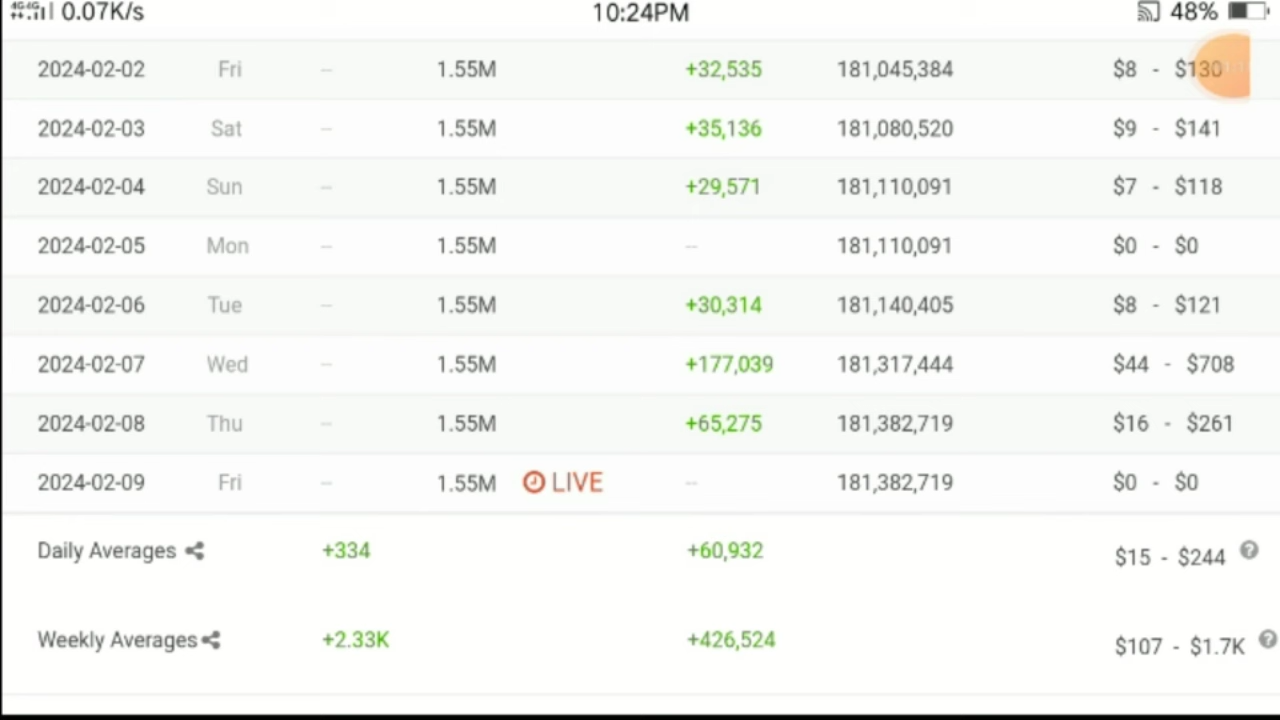 4G 4G 0.07K/s 10:24PM 48%
2024-02-02 Fri -- 1.55M +32,535 181,045,384 $8 - $130
2024-02-03 Sat -- 1.55M +35,136 181,080,520 $9 - $141
2024-02-04 Sun -- 1.55M +29,571 181,110,091 $7 - $118
2024-02-05 Mon -- 1.55M -- 181,110,091 $0 - $0
2024-02-06 Tue -- 1.55M +30,314 181,140,405 $8 - $121
2024-02-07 Wed -- 1.55M +177,039 181,317,444 $44 - $708
2024-02-08 Thu -- 1.55M +65,275 181,382,719 $16 - $261
2024-02-09 Fri -- 1.55M LIVE -- 181,382,719 $0 - $0
Daily Averages +334 +60,932 $15 - $244 ?
Weekly Averages +2.33K +426,524 $107 - $1.7K ?